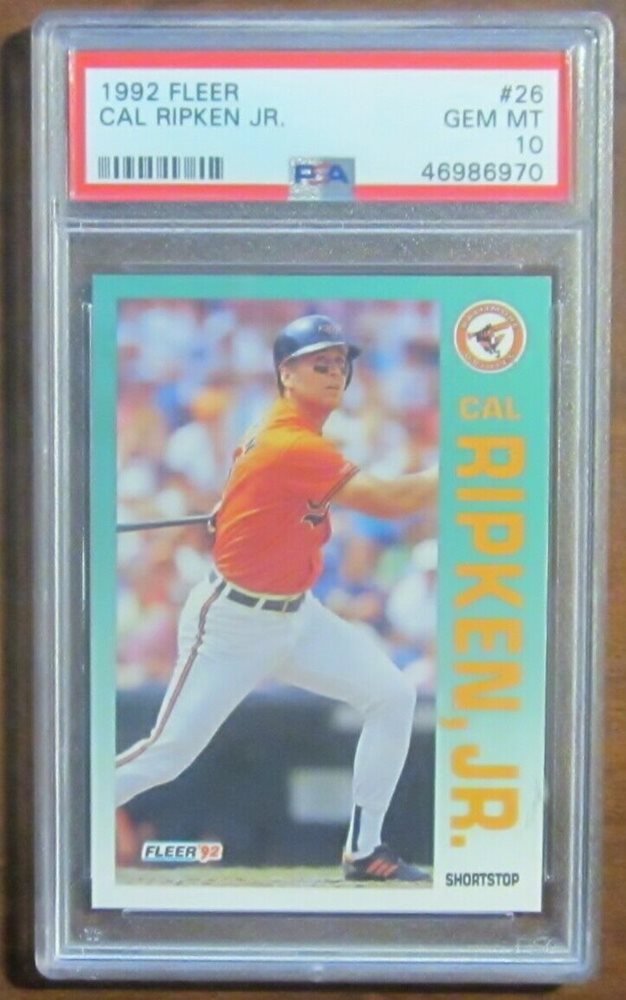 1992 FLEER #26
CAL RIPKEN JR. GEM MT
10
PSA 46986970
CAL
RIPKEN, JR.
FLEER '92
SHORTSTOP